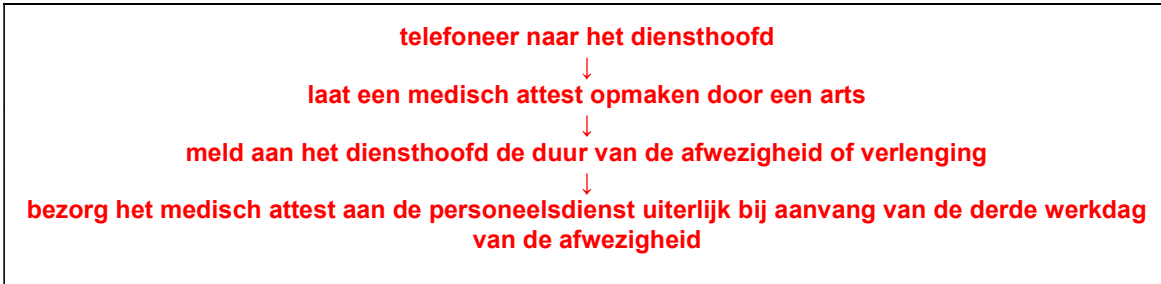 telefoneer naar het diensthoofd
↓
laat een medisch attest opmaken door een arts
↓
meld aan het diensthoofd de duur van de afwezigheid of verlenging
↓
bezorg het medisch attest aan de personeelsdienst uiterlijk bij aanvang van de derde werkdag
van de afwezigheid